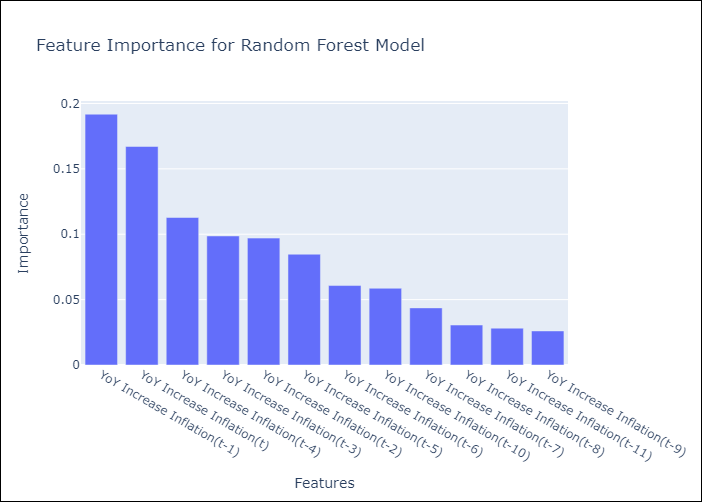 Feature Importance for Random Forest Model
Importance
0.2
0.15
0.1
0.05
0
YoY Increase Inflation(t-1)
YoY Increase Inflation(t)
YoY Increase Inflation(t-4)
YoY Increase Inflation(t-3)
YoY Increase Inflation(t-2)
YoY Increase Inflation(t-5)
YoY Increase Inflation(t-6)
YoY Increase Inflation(t-10)
YoY Increase Inflation(t-7)
YoY Increase Inflation(t-8)
YoY Increase Inflation(t-11)
YoY Increase Inflation(t-9)
Features